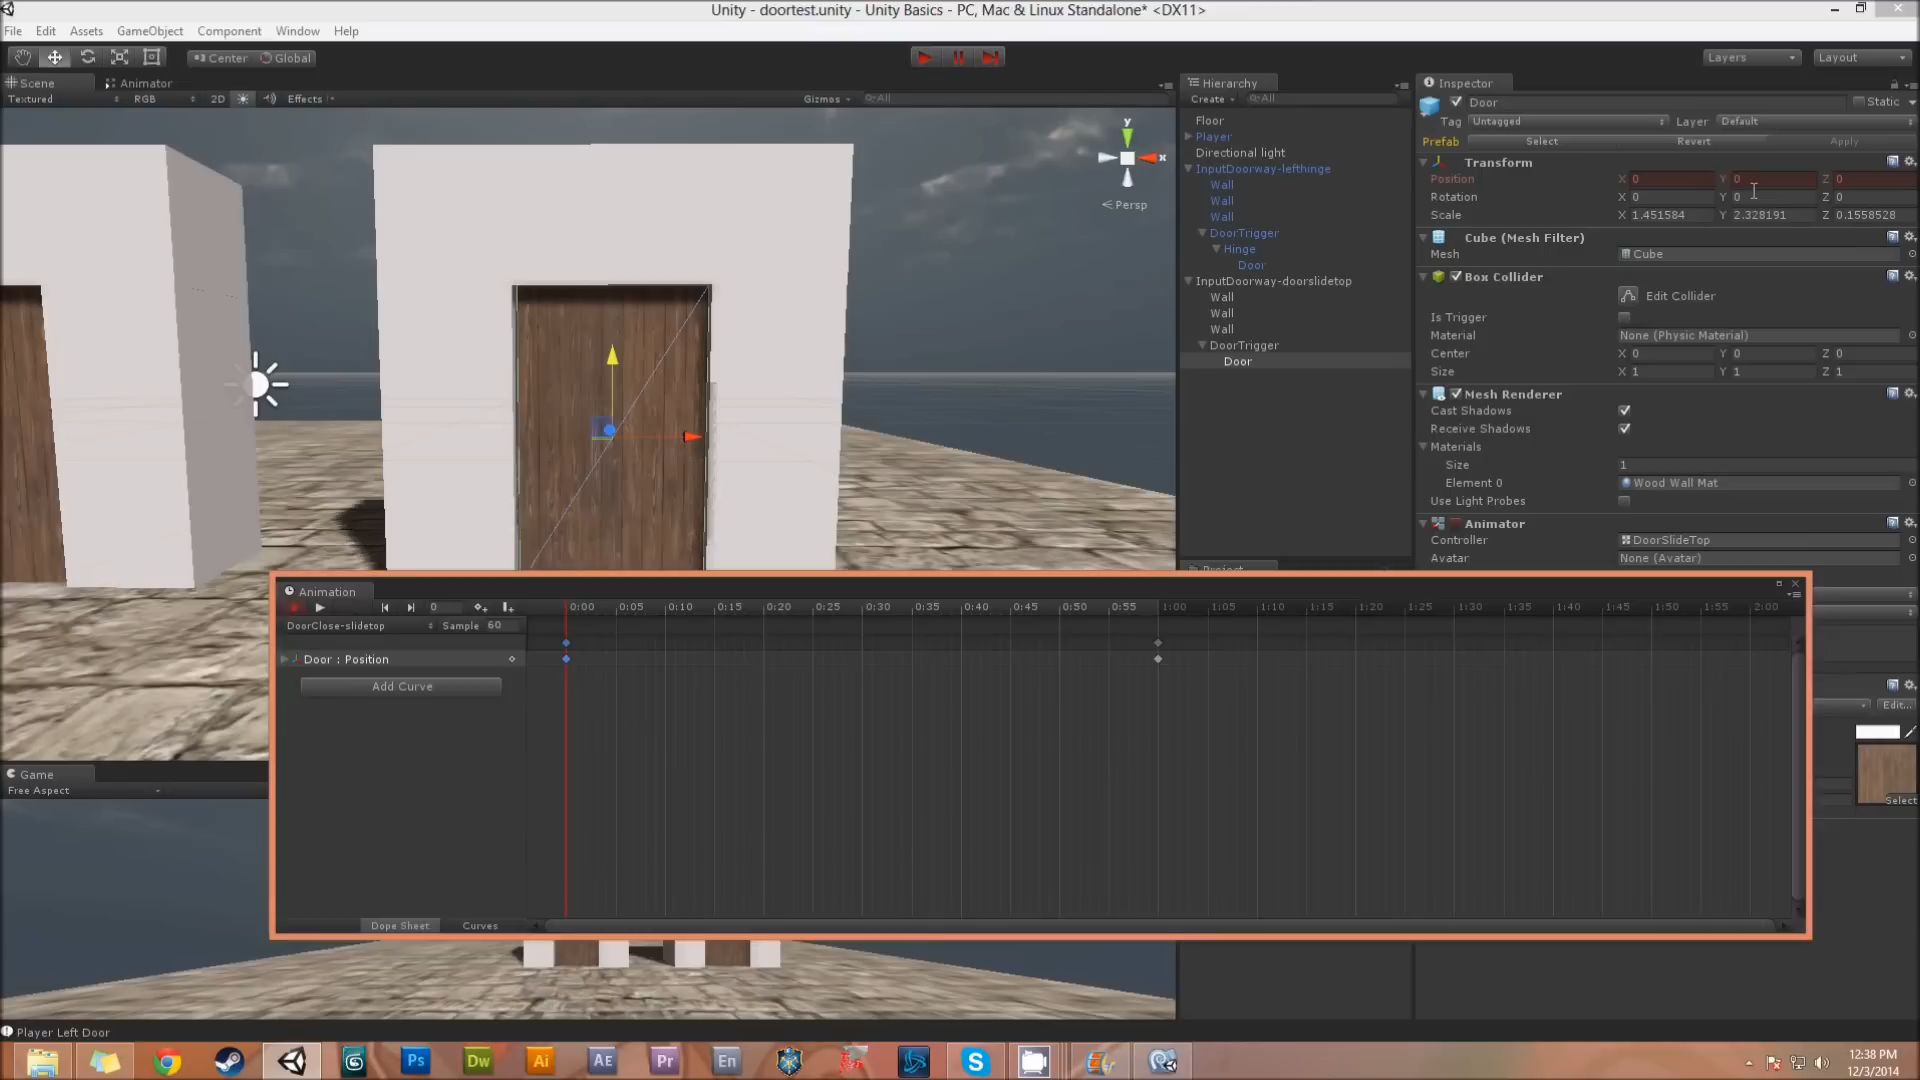 Unity - doortest.unity - Unity Basics - PC, Mac & Linux Standalone* <DX11>
File Edit Assets GameObject Component Window Help
Center Global
Layers Layout
Scene Animator
Textured RGB 2D Effects Gizmos All
y
x
Persp
Hierarchy
Create All
Floor
Player
Directional light
InputDoorway-lefthinge
Wall
Wall
Wall
DoorTrigger
Hinge
Door
InputDoorway-doorslidetop
Wall
Wall
Wall
DoorTrigger
Door
Inspector
Door Static
Tag Untagged Layer Default
Prefab Select Revert Apply
Transform
Position X 0 Y 0 Z 0
Rotation X 0 Y 0 Z 0
Scale X 1.451584 Y 2.328191 Z 0.1558528
Cube (Mesh Filter)
Mesh Cube
Box Collider
Edit Collider
Is Trigger
Material None (Physic Material)
Center X 0 Y 0 Z 0
Size X 1 Y 1 Z 1
Mesh Renderer
Cast Shadows
Receive Shadows
Materials
Size 1
Element 0 Wood Wall Mat
Use Light Probes
Animator
Controller DoorSlideTop
Avatar None (Avatar)
Edit...
Select
Animation
0 0:00 0:05 0:10 0:15 0:20 0:25 0:30 0:35 0:40 0:45 0:50 0:55 1:00 1:05 1:10 1:15 1:20 1:25 1:30 1:35 1:40 1:45 1:50 1:55 2:00
DoorClose-slidetop Sample 60
Door : Position
Add Curve
Dope Sheet Curves
Game
Free Aspect
Player Left Door
Ps Dw Ai AE Pr En
12:38 PM
12/3/2014